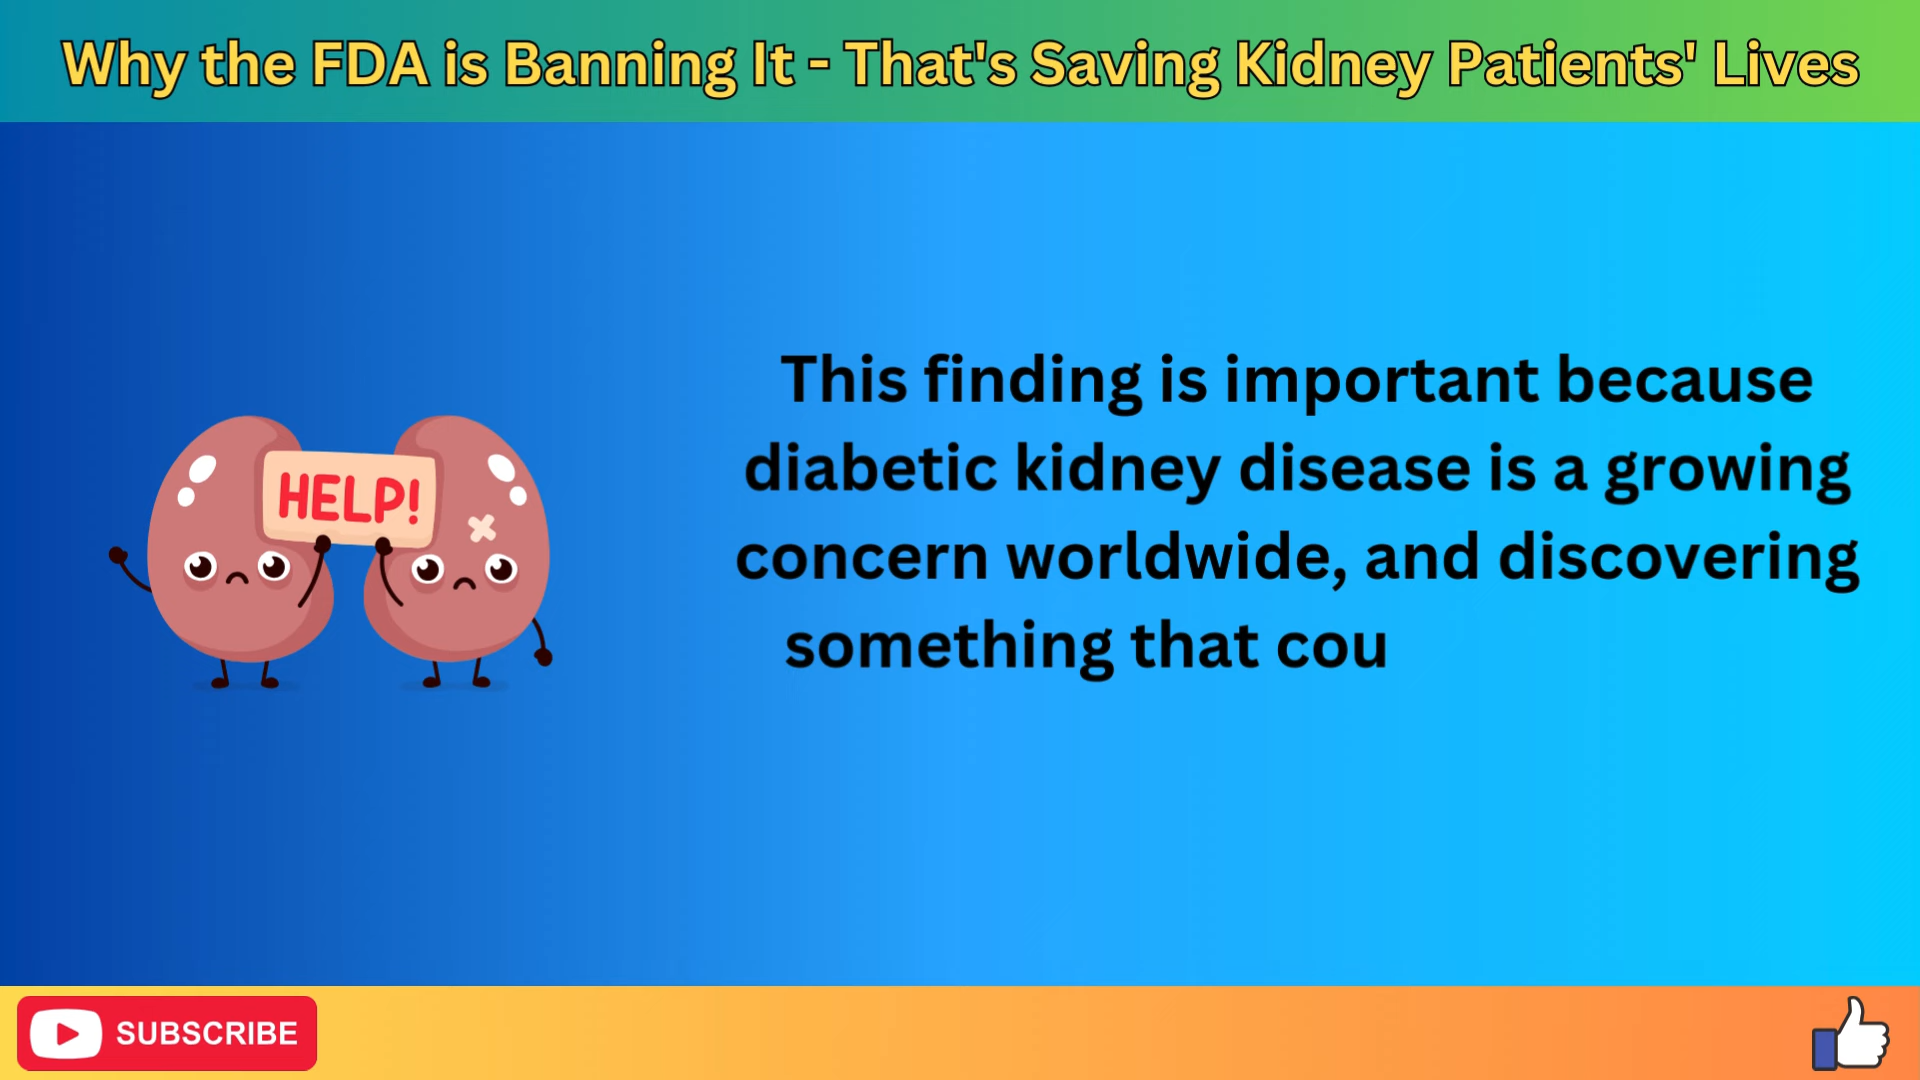 Why the FDA is Banning It - That's Saving Kidney Patients' Lives
HELP!
This finding is important because
diabetic kidney disease is a growing
concern worldwide, and discovering
something that cou
SUBSCRIBE